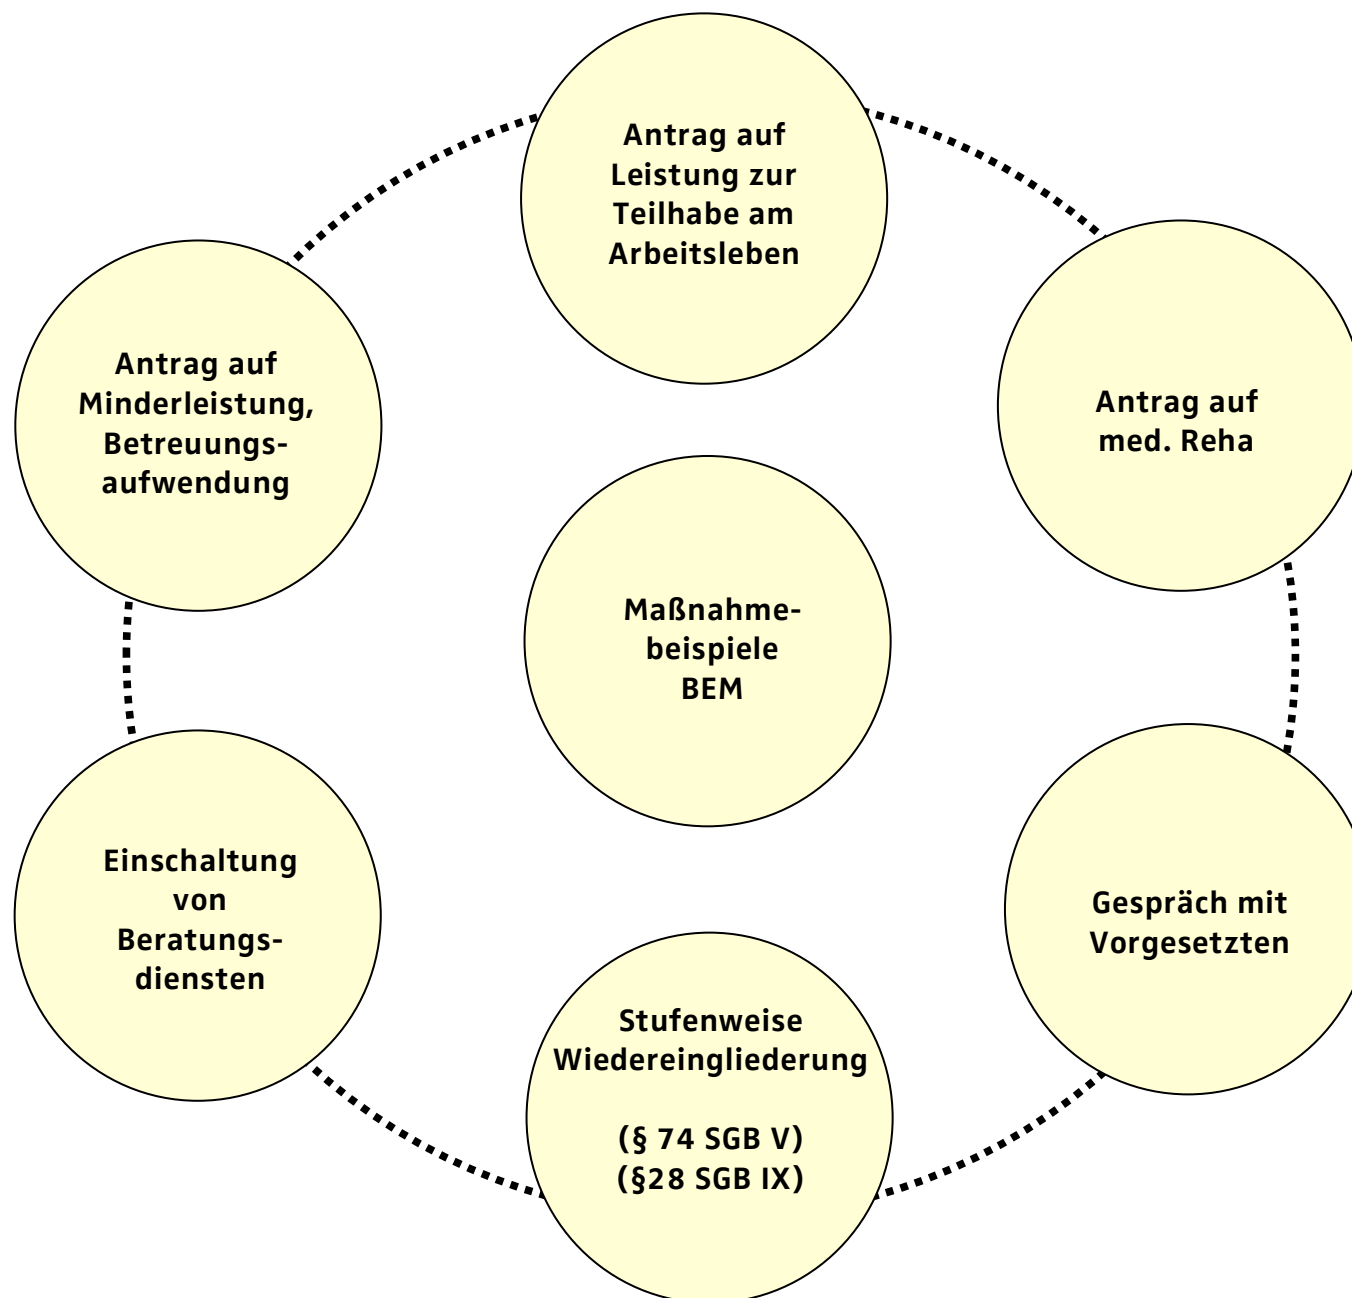 Antrag auf
Leistung zur
Teilhabe am
Arbeitsleben
Antrag auf
Minderleistung,
Betreuungs-
aufwendung
Antrag auf
med. Reha
Maßnahme-
beispiele
BEM
Einschaltung
von
Beratungs-
diensten
Gespräch mit
Vorgesetzten
Stufenweise
Wiedereingliederung
(§ 74 SGB V)
(§28 SGB IX)